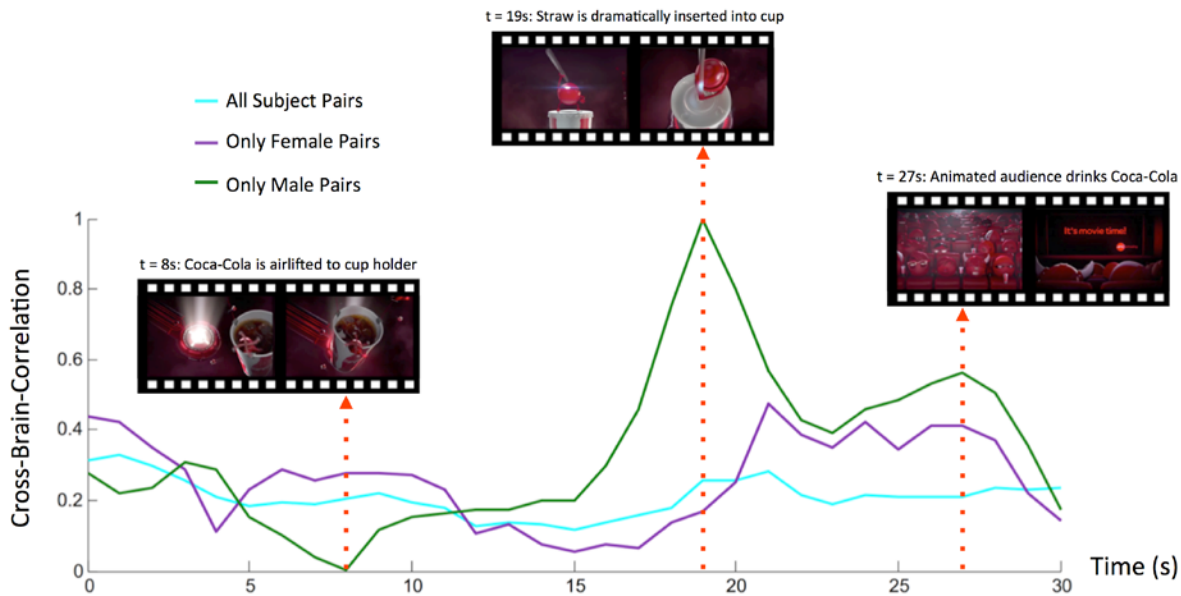 t = 19s: Straw is dramatically inserted into cup
All Subject Pairs
Only Female Pairs
Only Male Pairs
t = 27s: Animated audience drinks Coca-Cola
It's movie time!
t = 8s: Coca-Cola is airlifted to cup holder
Cross-Brain-Correlation
1
0.8
0.6
0.4
0.2
0
0
5
10
15
20
25
30
Time (s)